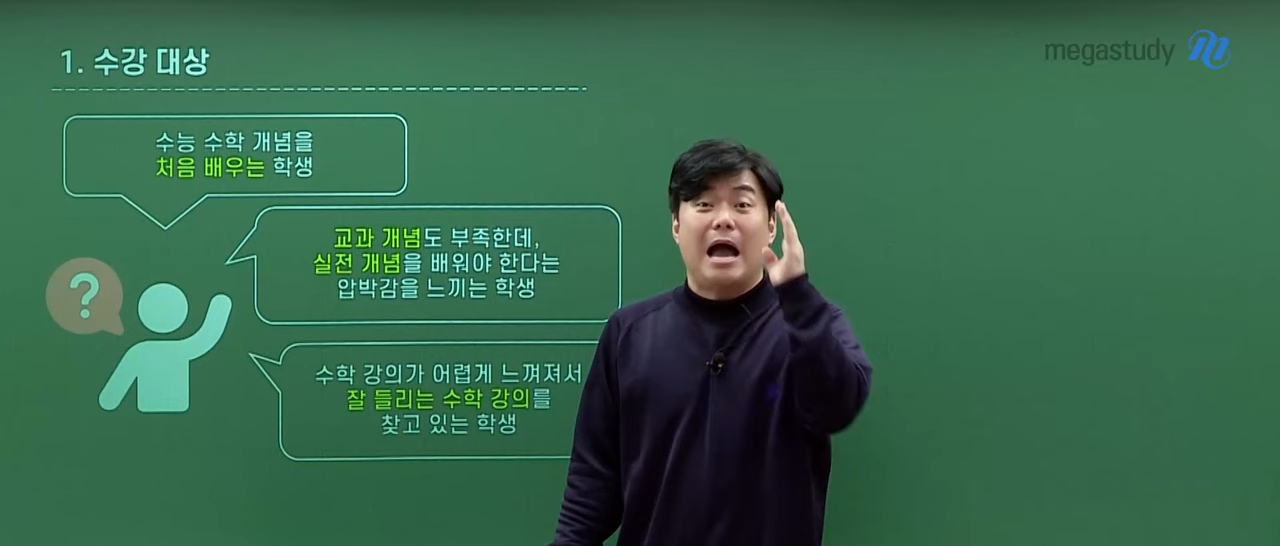 1. 수강 대상
megastudy
수능 수학 개념을
처음 배우는 학생
교과 개념도 부족한데,
실전 개념을 배워야 한다는
압박감을 느끼는 학생
?
수학 강의가 어렵게 느껴져서
잘 들리는 수학 강의를
찾고 있는 학생